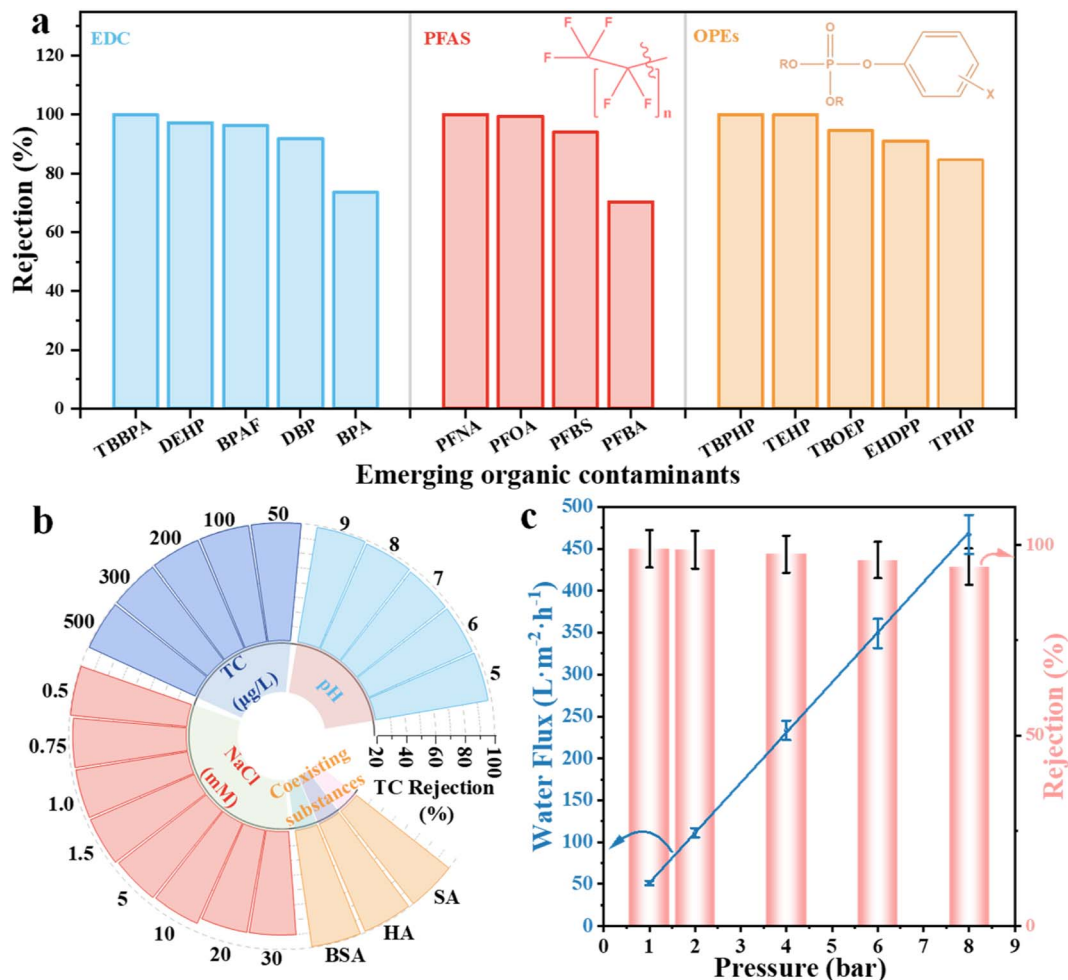 a
EDC
PFAS
OPEs
F
F
F
F
F
n
O
RO
P
O
OR
X
Rejection (%)
120
100
80
60
40
20
0
TBBPA
DEHP
BPAF
DBP
BPA
PFNA
PFOA
PFBS
PFBA
TBPHP
TEHP
TBOEP
EHDPP
TPHP
Emerging organic contaminants
b
50
100
200
300
500
TC
(μg/L)
9
8
7
6
5
pH
0.5
0.75
1.0
1.5
5
10
20
30
NaCl
(mM)
Coexisting
substances
BSA
HA
SA
20
40
60
80
100
TC Rejection
(%)
c
Water Flux (L·m⁻²·h⁻¹)
500
450
400
350
300
250
200
150
100
50
0
0 1 2 3 4 5 6 7 8 9
Pressure (bar)
100
50
0
Rejection (%)